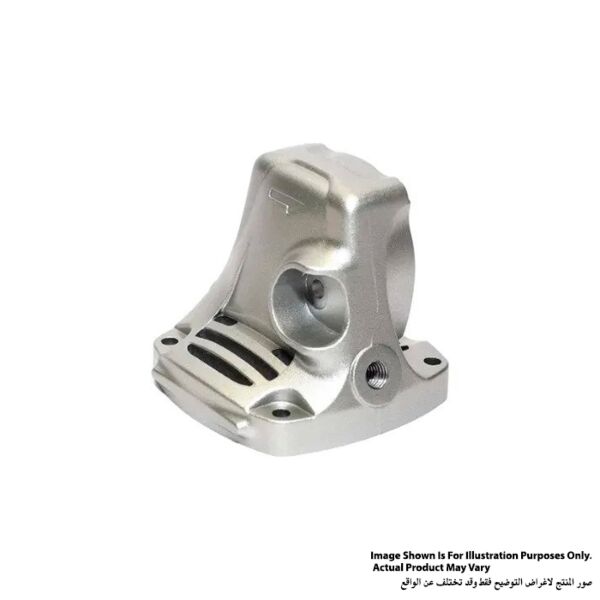 Image Shown Is For Illustration Purposes Only.
Actual Product May Vary
صور المنتج لاغراض التوضيح فقط وقد تختلف عن الواقع